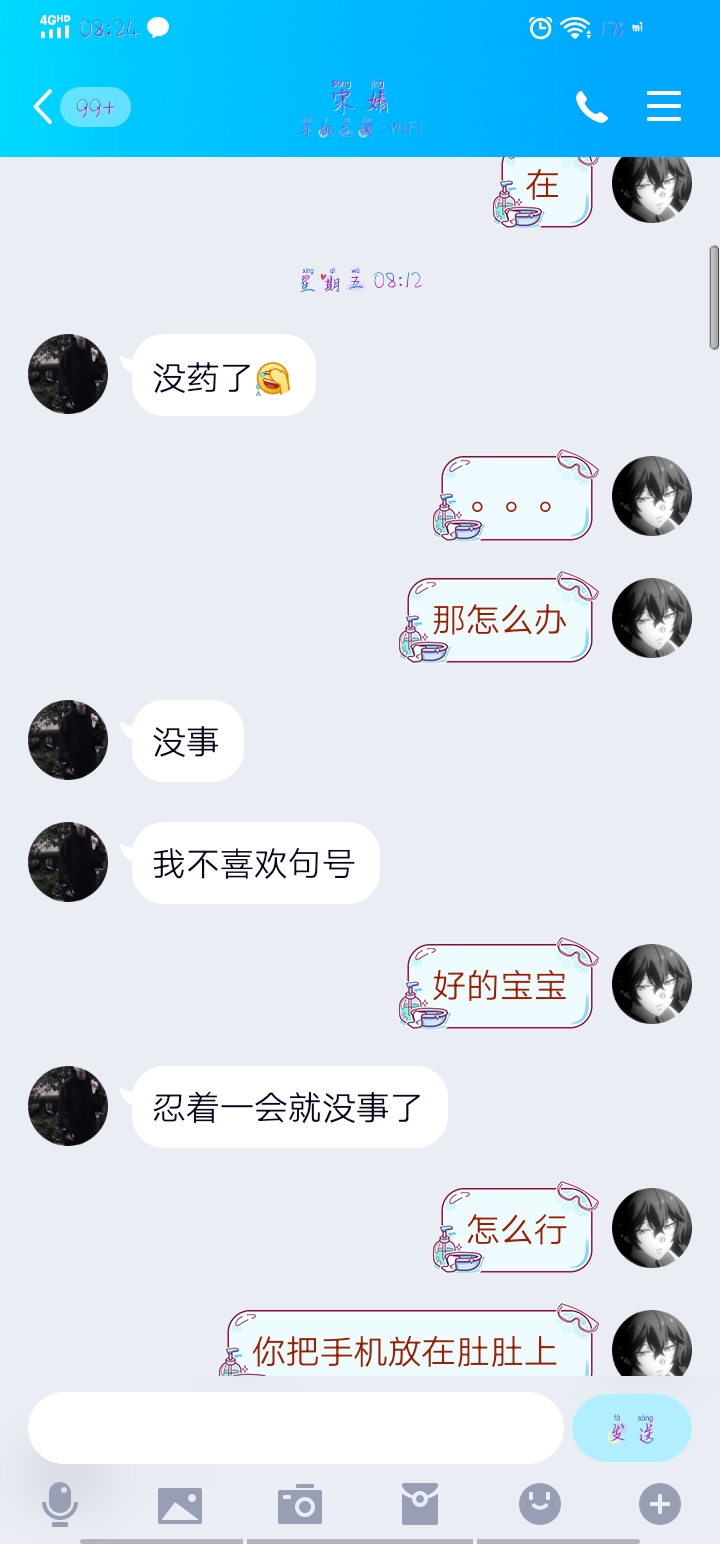 4GHD 08:24
99+
sòng jìng
宋 婧
手机在线 - WiFi
在
xīng qī wǔ
星期五 08:12
没药了
。。。
那怎么办
没事
我不喜欢句号
好的宝宝
忍着一会就没事了
怎么行
你把手机放在肚肚上
fā sòng
发送